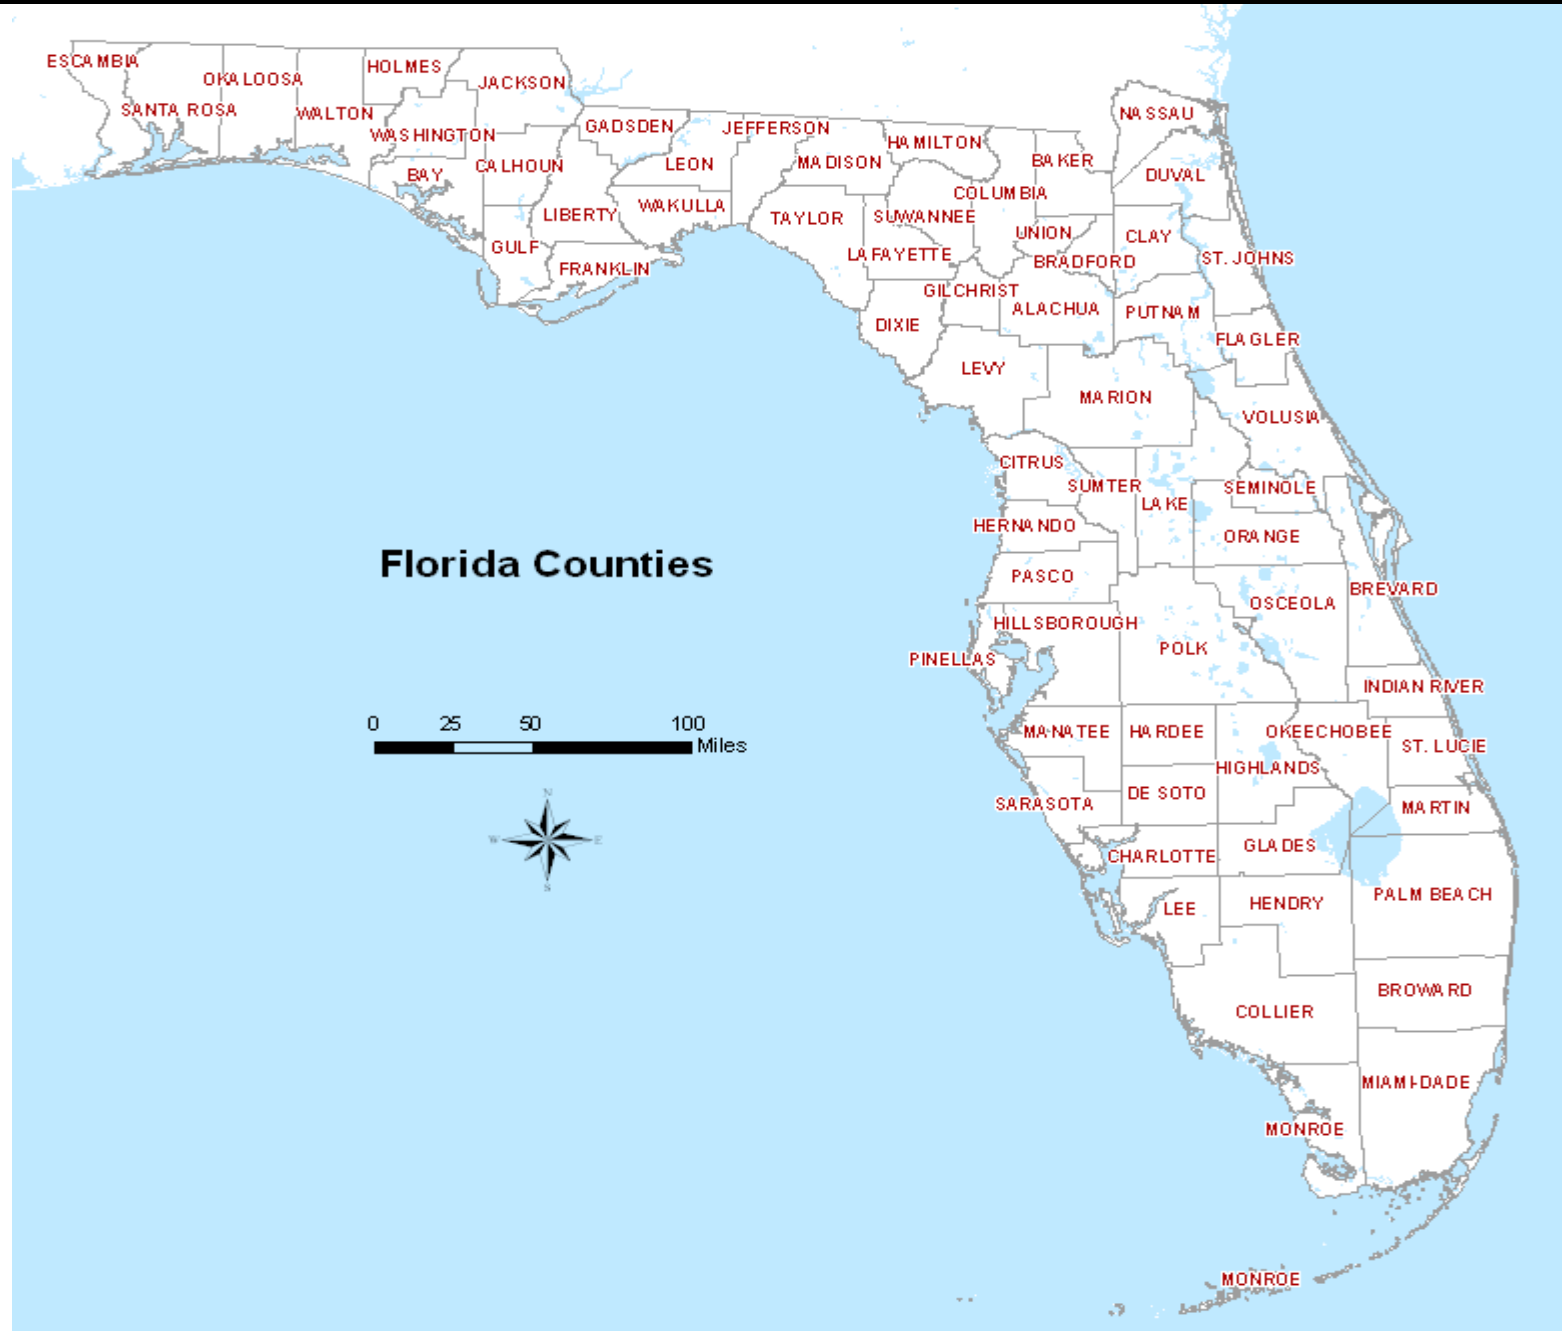 ESCAMBIA
SANTA ROSA
OKALOOSA
WALTON
HOLMES
WASHINGTON
JACKSON
BAY
CALHOUN
GULF
GADSDEN
LIBERTY
FRANKLIN
LEON
WAKULLA
JEFFERSON
MADISON
TAYLOR
HAMILTON
SUWANNEE
LAFAYETTE
DIXIE
COLUMBIA
GILCHRIST
BAKER
UNION
BRADFORD
ALACHUA
LEVY
NASSAU
DUVAL
CLAY
ST. JOHNS
PUTNAM
FLAGLER
MARION
VOLUSIA
CITRUS
SUMTER
LAKE
SEMINOLE
HERNANDO
ORANGE
PASCO
OSCEOLA
BREVARD
HILLSBOROUGH
PINELLAS
POLK
INDIAN RIVER
MANATEE
HARDEE
OKEECHOBEE
ST. LUCIE
HIGHLANDS
SARASOTA
DE SOTO
MARTIN
CHARLOTTE
GLADES
LEE
HENDRY
PALM BEACH
COLLIER
BROWARD
MIAMI-DADE
MONROE
MONROE
Florida Counties
0 25 50 100
Miles
N
W E
S